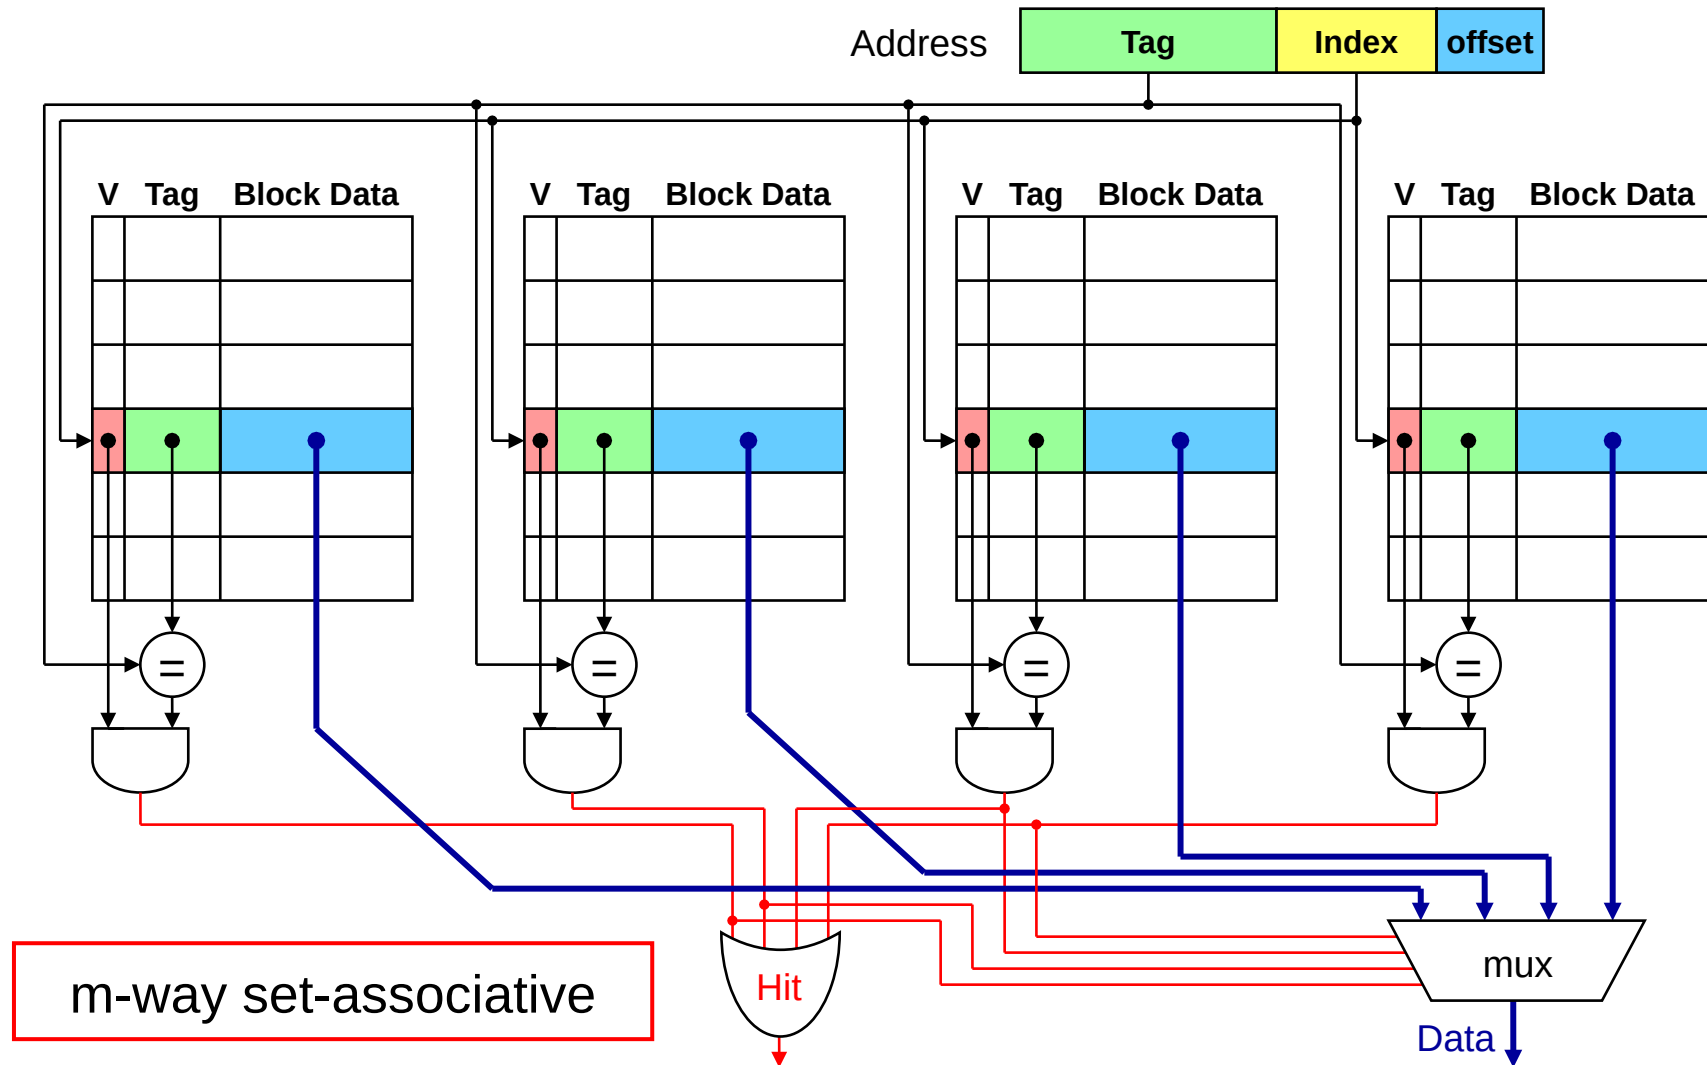 Address Tag Index offset
V Tag Block Data V Tag Block Data V Tag Block Data V Tag Block Data
= = = =
m-way set-associative
Hit
mux
Data